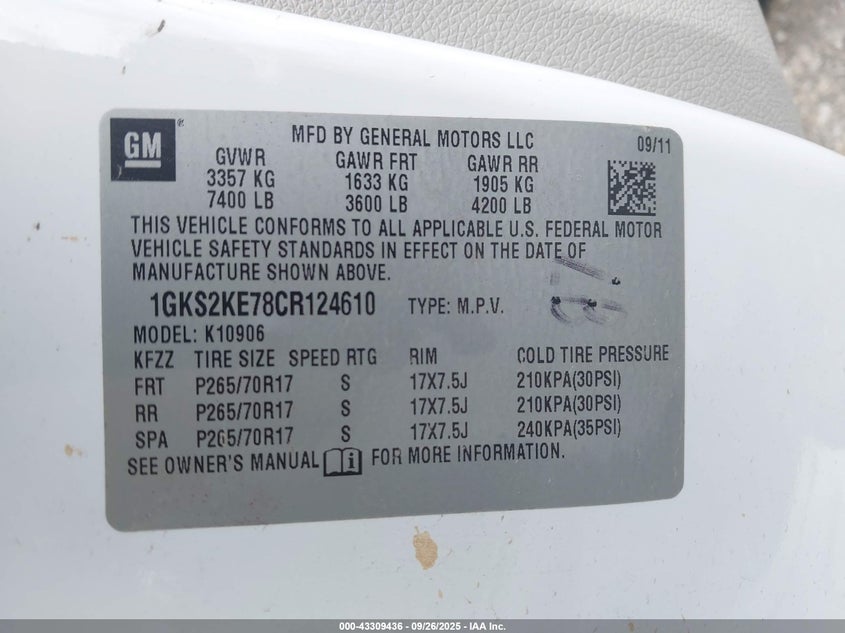 GM
MFD BY GENERAL MOTORS LLC 09/11
GVWR GAWR FRT GAWR RR
3357 KG 1633 KG 1905 KG
7400 LB 3600 LB 4200 LB
THIS VEHICLE CONFORMS TO ALL APPLICABLE U.S. FEDERAL MOTOR
VEHICLE SAFETY STANDARDS IN EFFECT ON THE DATE OF
MANUFACTURE SHOWN ABOVE.
1GKS2KE78CR124610 TYPE: M.P.V.
MODEL: K10906
KFZZ TIRE SIZE SPEED RTG RIM COLD TIRE PRESSURE
FRT P265/70R17 S 17X7.5J 210KPA(30PSI)
RR P265/70R17 S 17X7.5J 210KPA(30PSI)
SPA P265/70R17 S 17X7.5J 240KPA(35PSI)
SEE OWNER'S MANUAL FOR MORE INFORMATION.
000-43309436 - 09/26/2025 - IAA Inc.